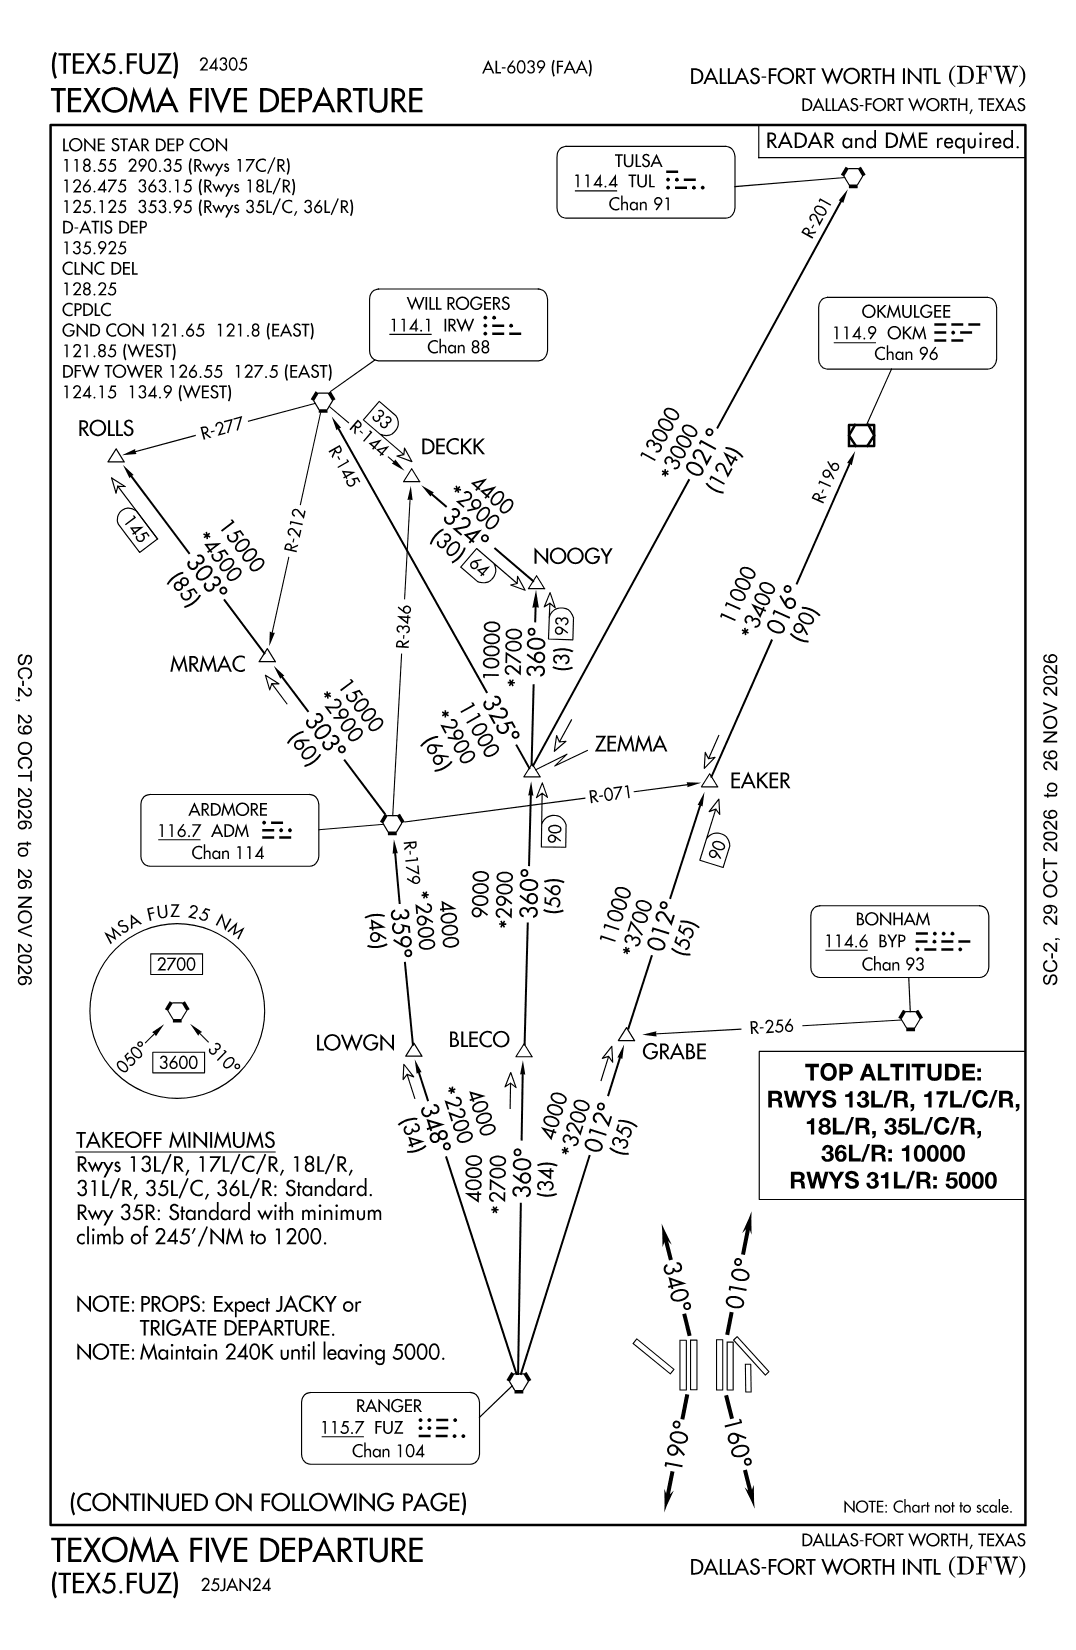 (TEX5.FUZ) 24305
AL-6039 (FAA)
DALLAS-FORT WORTH INTL (DFW)
TEXOMA FIVE DEPARTURE
DALLAS-FORT WORTH, TEXAS
RADAR and DME required.
LONE STAR DEP CON
118.55 290.35 (Rwys 17C/R)
126.475 363.15 (Rwys 18L/R)
125.125 353.95 (Rwys 35L/C, 36L/R)
D-ATIS DEP
135.925
CLNC DEL
128.25
CPDLC
GND CON 121.65 121.8 (EAST)
121.85 (WEST)
DFW TOWER 126.55 127.5 (EAST)
124.15 134.9 (WEST)
TULSA
114.4 TUL
Chan 91
R-201
WILL ROGERS
114.1 IRW
Chan 88
OKMULGEE
114.9 OKM
Chan 96
R-196
ROLLS
R-277
R-144
33
DECKK
R-145
R-212
R-346
145
15000
*4500
303°
(85)
4400
*2900
324°
(30)
64
NOOGY
93
10000
*2700
360°
(3)
13000
*3000
021°
(124)
11000
*3400
016°
(90)
MRMAC
15000
*2900
303°
(60)
325°
11000
*2900
(66)
ZEMMA
EAKER
R-071
90
90
ARDMORE
116.7 ADM
Chan 114
R-179
4000
*2600
359°
(46)
9000
*2900
360°
(56)
11000
*3700
012°
(55)
BONHAM
114.6 BYP
Chan 93
R-256
MSA FUZ 25 NM
2700
050°
310°
3600
LOWGN
BLECO
GRABE
4000
*2200
348°
(34)
4000
*2700
360°
(34)
4000
*3200
012°
(35)
TOP ALTITUDE:
RWYS 13L/R, 17L/C/R,
18L/R, 35L/C/R,
36L/R: 10000
RWYS 31L/R: 5000
TAKEOFF MINIMUMS
Rwys 13L/R, 17L/C/R, 18L/R,
31L/R, 35L/C, 36L/R: Standard.
Rwy 35R: Standard with minimum
climb of 245'/NM to 1200.
NOTE: PROPS: Expect JACKY or
TRIGATE DEPARTURE.
NOTE: Maintain 240K until leaving 5000.
RANGER
115.7 FUZ
Chan 104
340°
010°
190°
160°
(CONTINUED ON FOLLOWING PAGE)
NOTE: Chart not to scale.
SC-2, 29 OCT 2026 to 26 NOV 2026
SC-2, 29 OCT 2026 to 26 NOV 2026
TEXOMA FIVE DEPARTURE
DALLAS-FORT WORTH, TEXAS
(TEX5.FUZ) 25JAN24
DALLAS-FORT WORTH INTL (DFW)